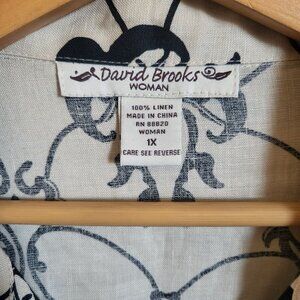 David Brooks
WOMAN
100% LINEN
MADE IN CHINA
RN 88820
WOMAN
1X
CARE SEE REVERSE